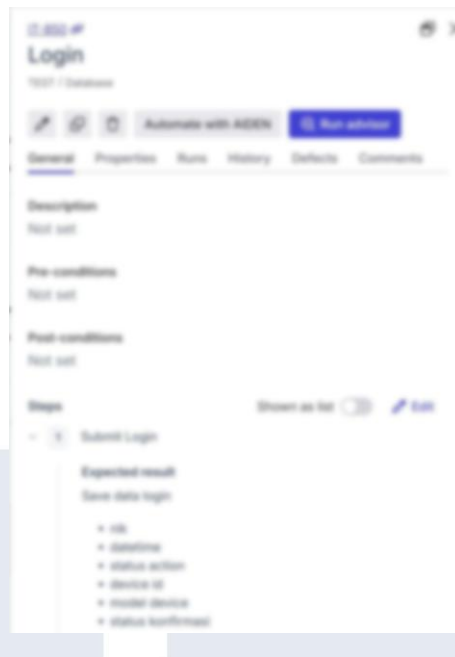 Login
TEST / Database
Automate with AIDEN
Run advisor
General Properties Runs History Defects Comments
Description
Not set
Pre-conditions
Not set
Post-conditions
Not set
Steps
Shown as list
Edit
1 Submit Login
Expected result
Save data login
• nik
• datetime
• status action
• device id
• model device
• status konfirmasi